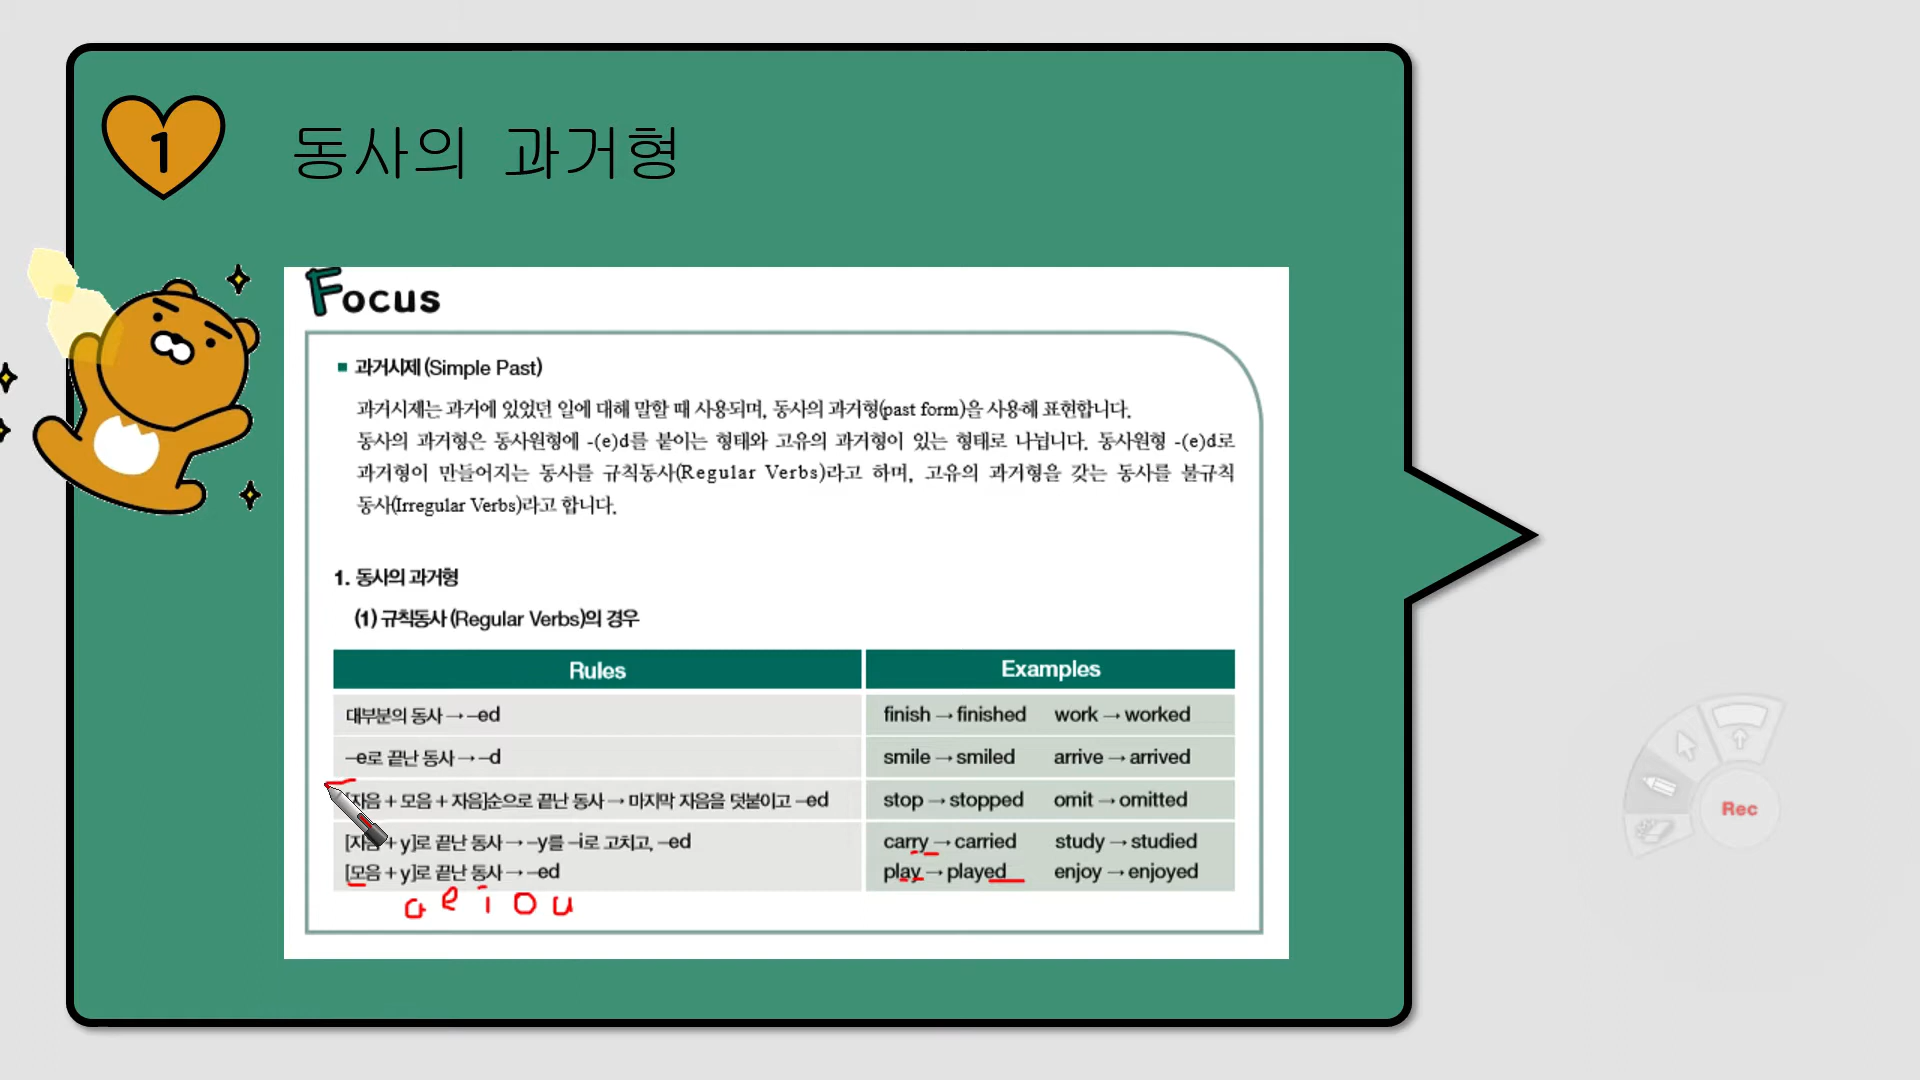 1
동사의 과거형
Focus
■ 과거시제 (Simple Past)
과거시제는 과거에 있었던 일에 대해 말할 때 사용되며, 동사의 과거형(past form)을 사용해 표현합니다.
동사의 과거형은 동사원형에 -(e)d를 붙이는 형태와 고유의 과거형이 있는 형태로 나뉩니다. 동사원형 -(e)d로
과거형이 만들어지는 동사를 규칙동사(Regular Verbs)라고 하며, 고유의 과거형을 갖는 동사를 불규칙
동사(Irregular Verbs)라고 합니다.
1. 동사의 과거형
(1) 규칙동사 (Regular Verbs)의 경우
Rules Examples
대부분의 동사 → –ed finish → finished work → worked
–e로 끝난 동사 → –d smile → smiled arrive → arrived
[자음 + 모음 + 자음]순으로 끝난 동사 → 마지막 자음을 덧붙이고 –ed stop → stopped omit → omitted
[자음 + y]로 끝난 동사 → –y를 –i로 고치고, –ed carry → carried study → studied
[모음 + y]로 끝난 동사 → –ed play → played enjoy → enjoyed
a e i o u
Rec